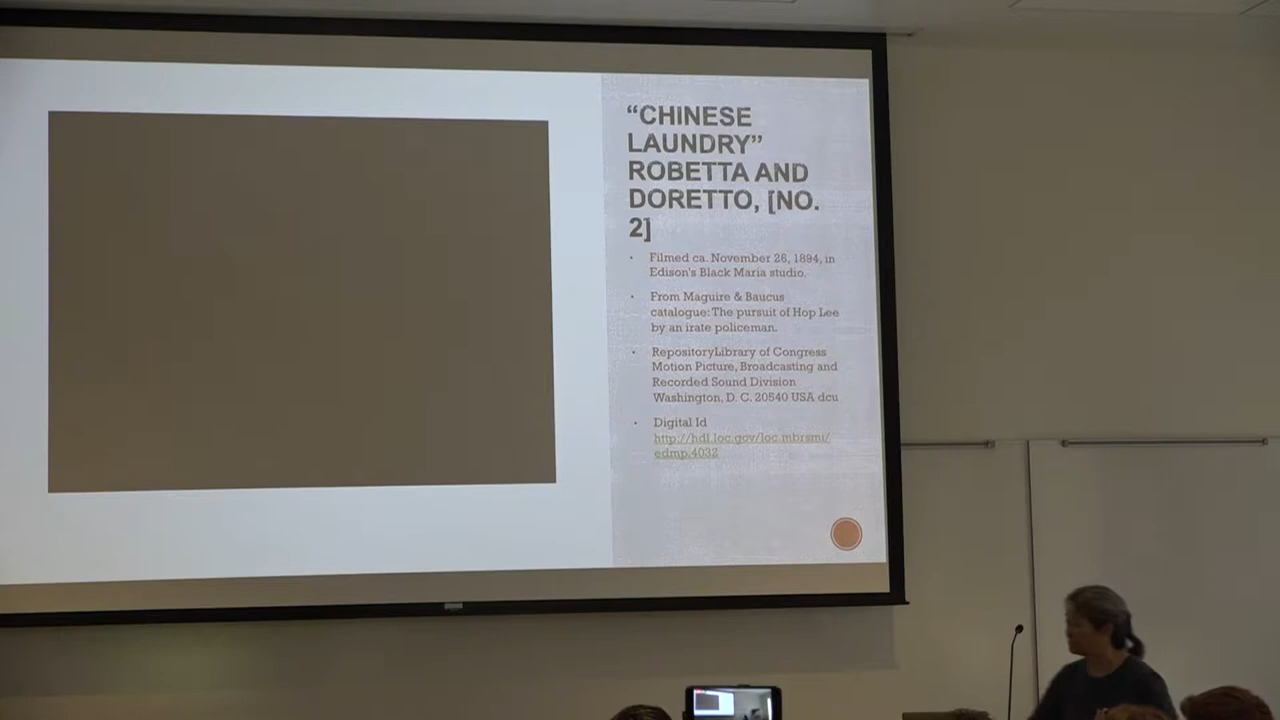 “CHINESE
LAUNDRY”
ROBETTA AND
DORETTO, [NO.
2]
Filmed ca. November 26, 1894, in
Edison's Black Maria studio.
From Maguire & Baucus
catalogue: The pursuit of Hop Lee
by an irate policeman.
RepositoryLibrary of Congress
Motion Picture, Broadcasting and
Recorded Sound Division
Washington, D. C. 20540 USA dcu
Digital Id
http://hdl.loc.gov/loc.mbrsmi/
edmp.4032